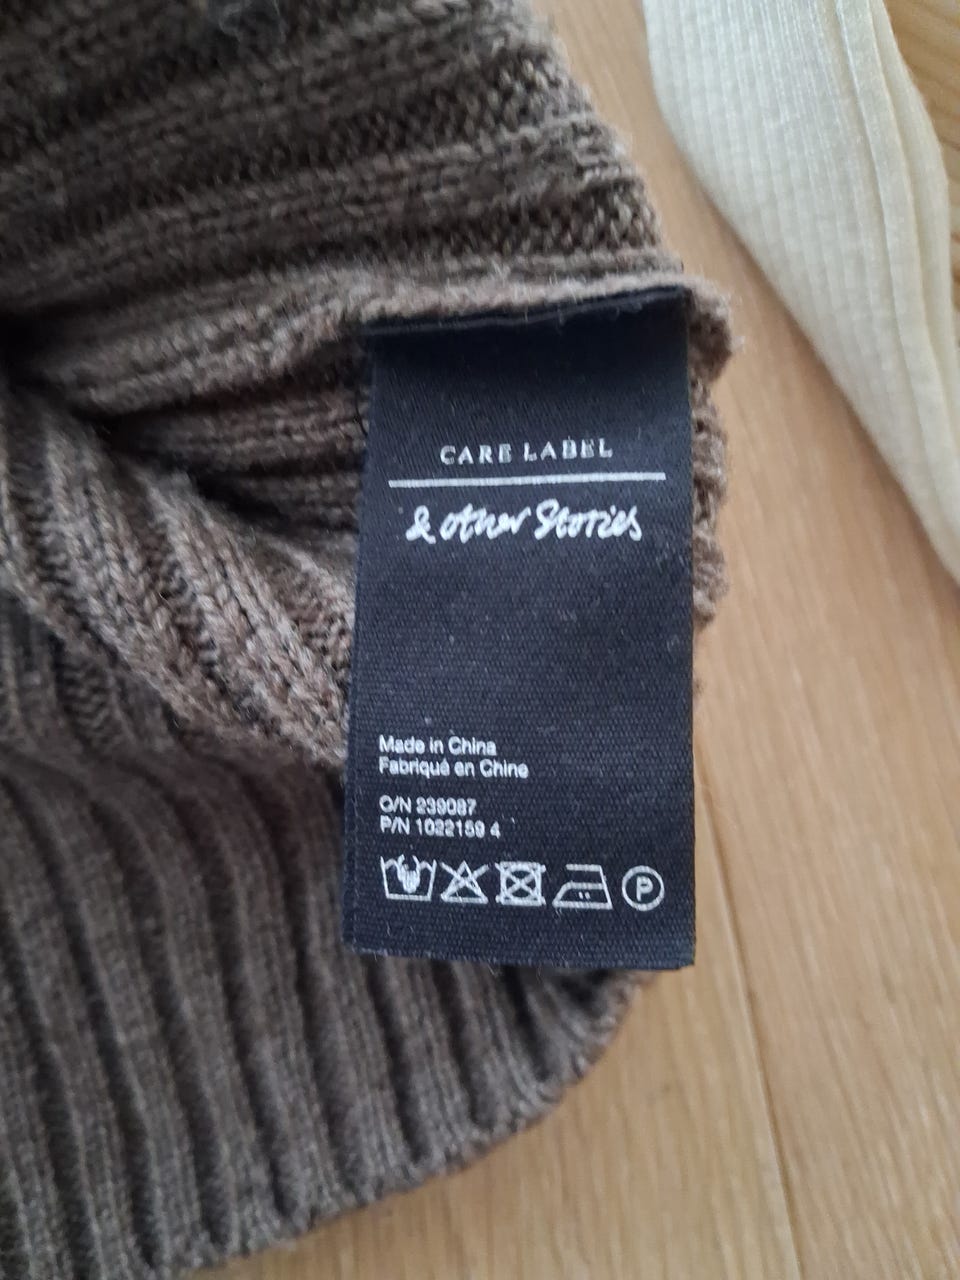 CARE LABEL
& other Stories
Made in China
Fabriqué en Chine
O/N 239087
P/N 1022159 4
P